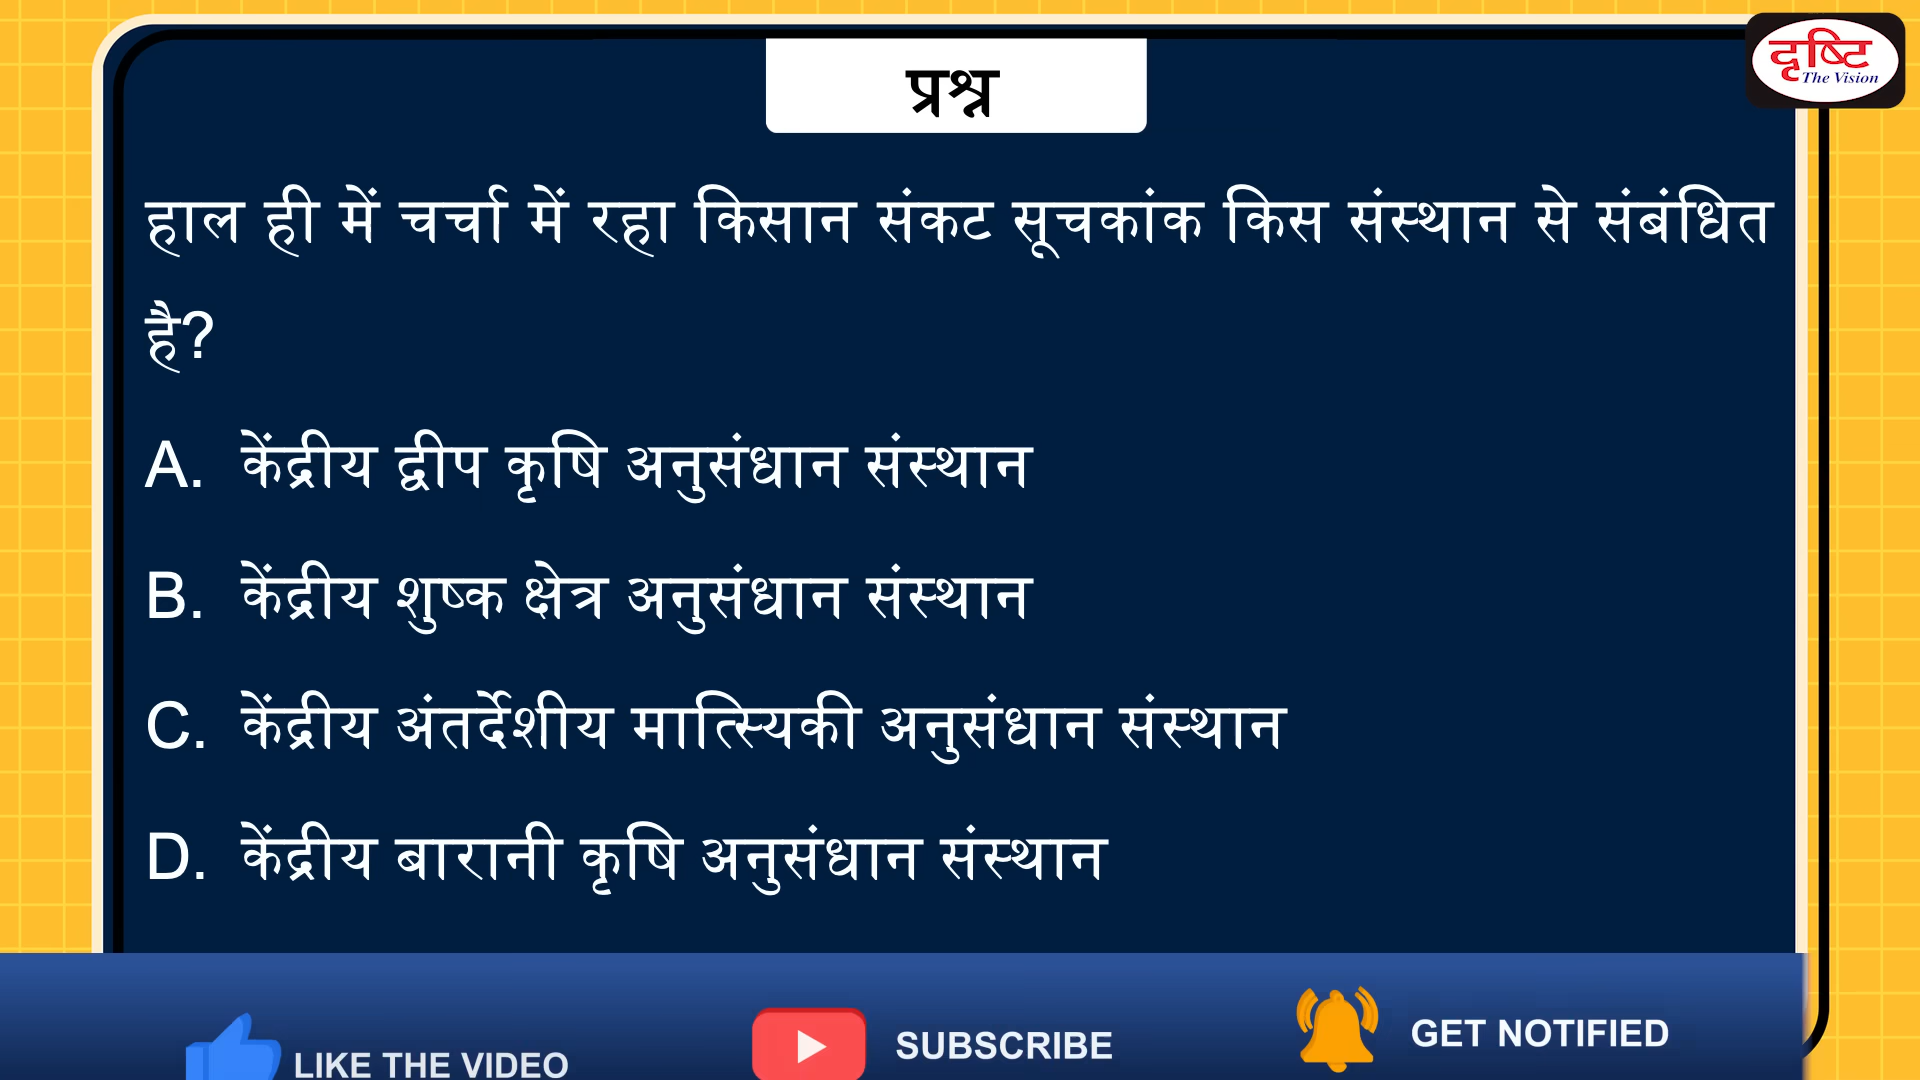 प्रश्न
दृष्टि
The Vision
हाल ही में चर्चा में रहा किसान संकट सूचकांक किस संस्थान से संबंधित
है?
A. केंद्रीय द्वीप कृषि अनुसंधान संस्थान
B. केंद्रीय शुष्क क्षेत्र अनुसंधान संस्थान
C. केंद्रीय अंतर्देशीय मात्स्यिकी अनुसंधान संस्थान
D. केंद्रीय बारानी कृषि अनुसंधान संस्थान
LIKE THE VIDEO
SUBSCRIBE
GET NOTIFIED